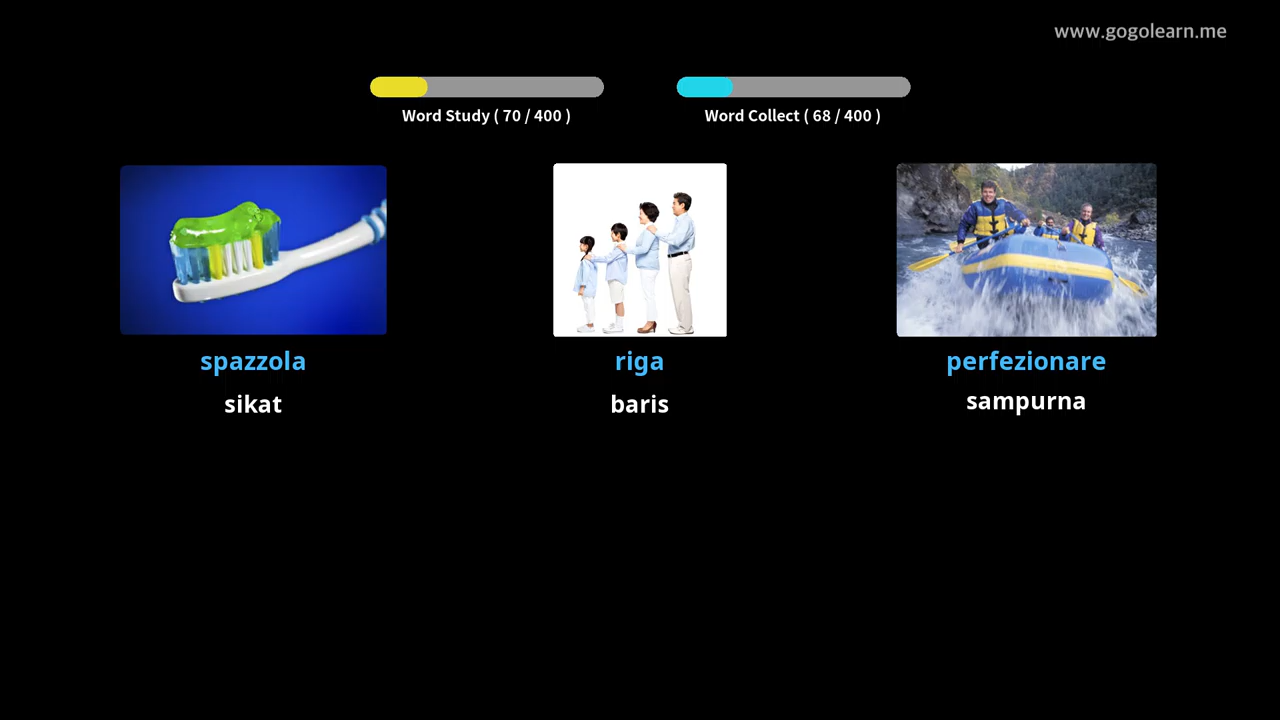 www.gogolearn.me
Word Study ( 70 / 400 )
Word Collect ( 68 / 400 )
spazzola
sikat
riga
baris
perfezionare
sampurna